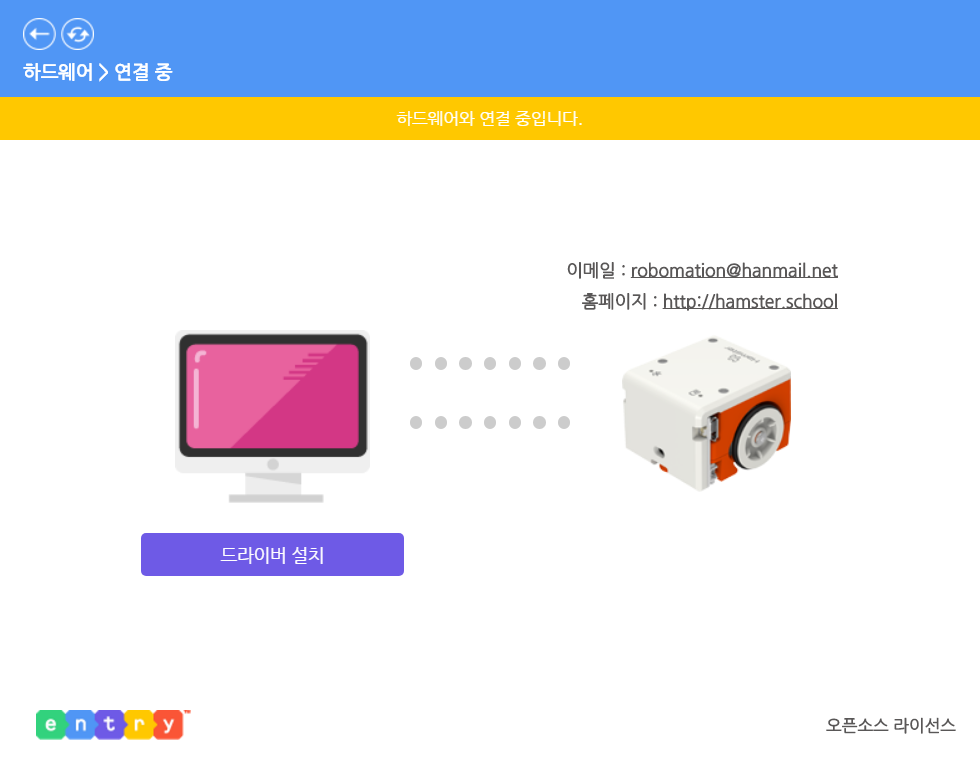 하드웨어 > 연결 중
하드웨어와 연결 중입니다.
이메일 : robomation@hanmail.net
홈페이지 : http://hamster.school
드라이버 설치
entry™
오픈소스 라이선스